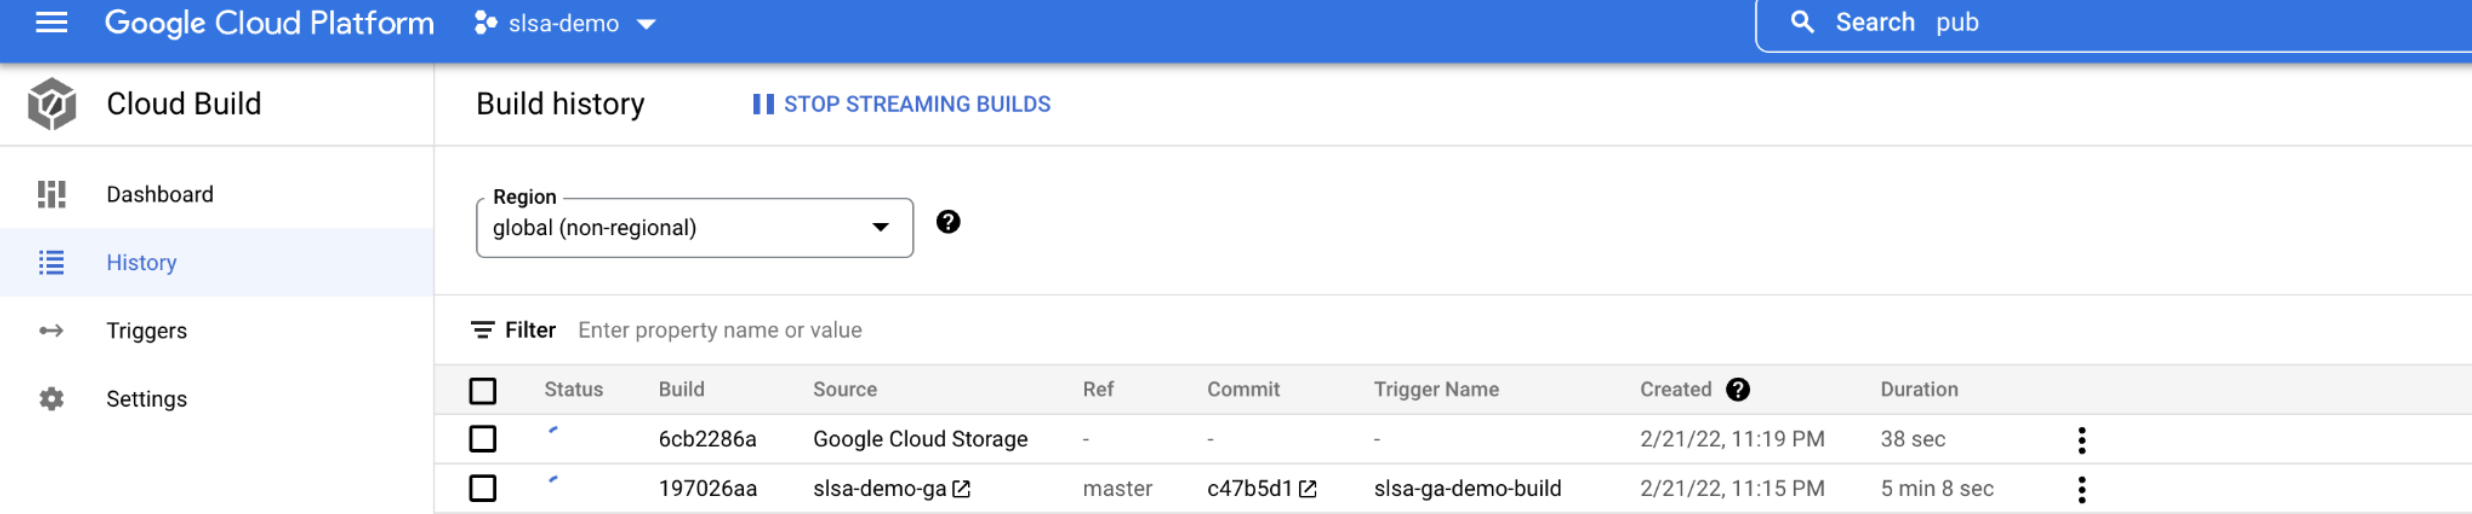 Google Cloud Platform slsa-demo Search pub
Cloud Build
Build history STOP STREAMING BUILDS
Dashboard
History
Triggers
Settings
Region
global (non-regional)
Filter Enter property name or value
Status Build Source Ref Commit Trigger Name Created Duration
6cb2286a Google Cloud Storage - - - 2/21/22, 11:19 PM 38 sec
197026aa slsa-demo-ga master c47b5d1 slsa-ga-demo-build 2/21/22, 11:15 PM 5 min 8 sec